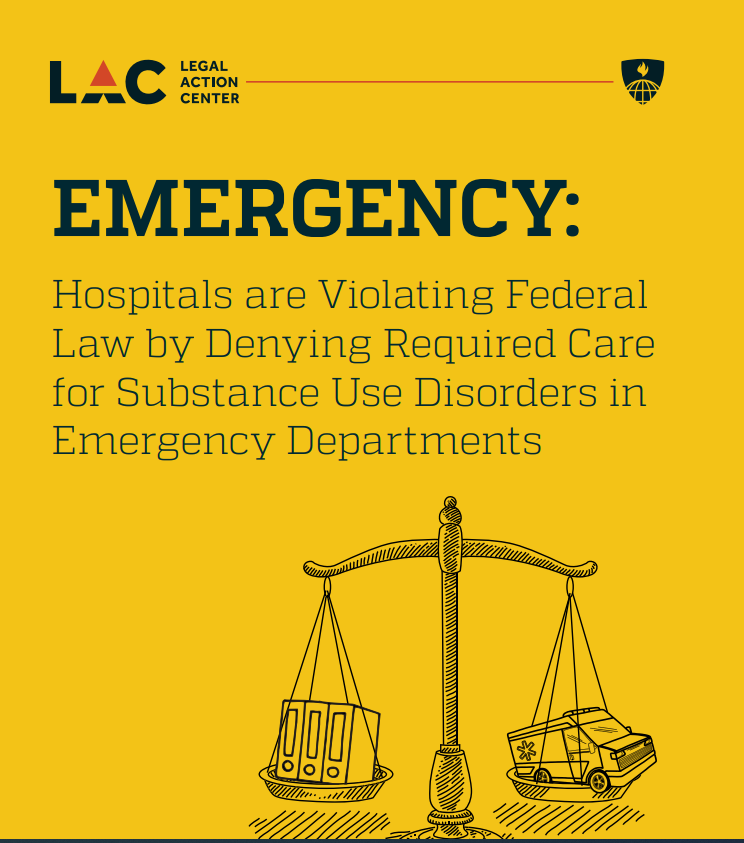 LAC
LEGAL
ACTION
CENTER
EMERGENCY:
Hospitals are Violating Federal
Law by Denying Required Care
for Substance Use Disorders in
Emergency Departments